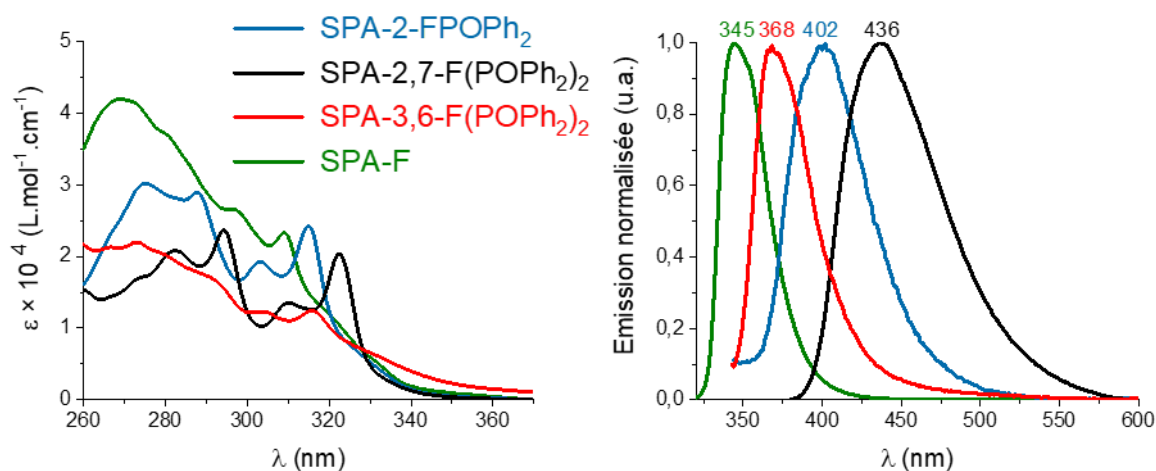 SPA-2-FPOPh₂
SPA-2,7-F(POPh₂)₂
SPA-3,6-F(POPh₂)₂
SPA-F
5
4
3
2
1
0
ε × 10⁴ (L.mol⁻¹.cm⁻¹)
260 280 300 320 340 360
λ (nm)
345 368 402 436
1,0
0,8
0,6
0,4
0,2
0,0
Emission normalisée (u.a.)
350 400 450 500 550 600
λ (nm)